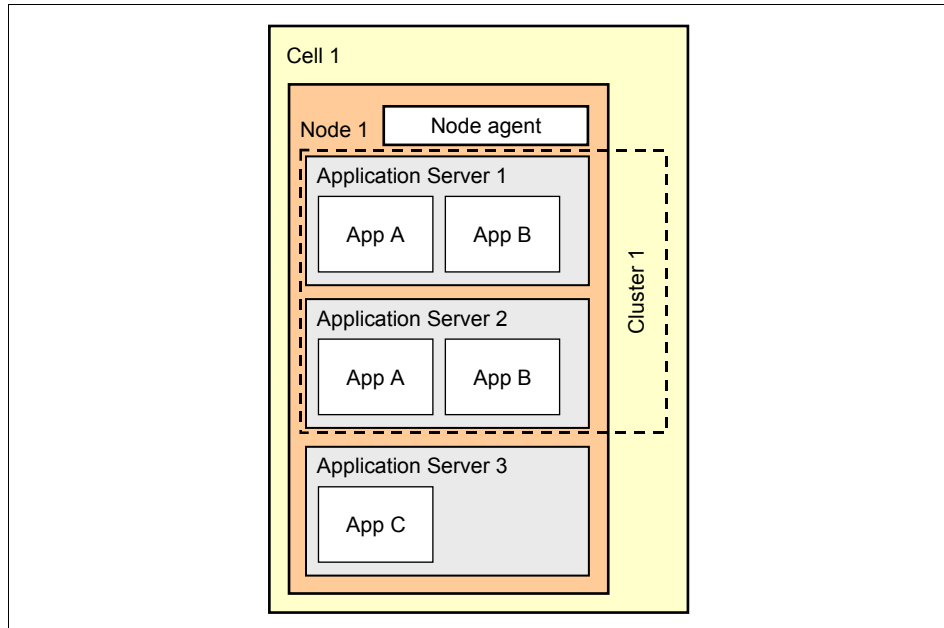 Cell 1
Node 1
Node agent
Application Server 1
App A
App B
Cluster 1
Application Server 2
App A
App B
Application Server 3
App C